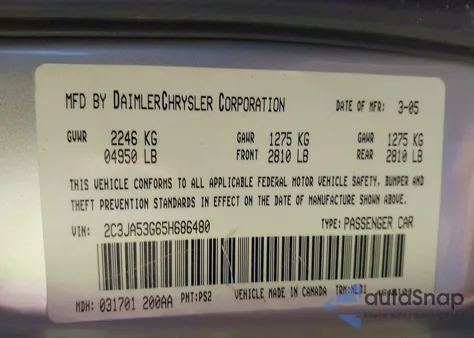 MFD BY DAIMLERCHRYSLER CORPORATION DATE OF MFR: 3-05
GVWR 2246 KG GAWR 1275 KG GAWR 1275 KG
04950 LB FRONT 2810 LB REAR 2810 LB
THIS VEHICLE CONFORMS TO ALL APPLICABLE FEDERAL MOTOR VEHICLE SAFETY, BUMPER AND
THEFT PREVENTION STANDARDS IN EFFECT ON THE DATE OF MANUFACTURE SHOWN ABOVE.
VIN: 2C3JA53G65H686480 TYPE: PASSENGER CAR
MDH: 031701 200AA PNT:PS2 VEHICLE MADE IN CANADA TRM:
autoSnap